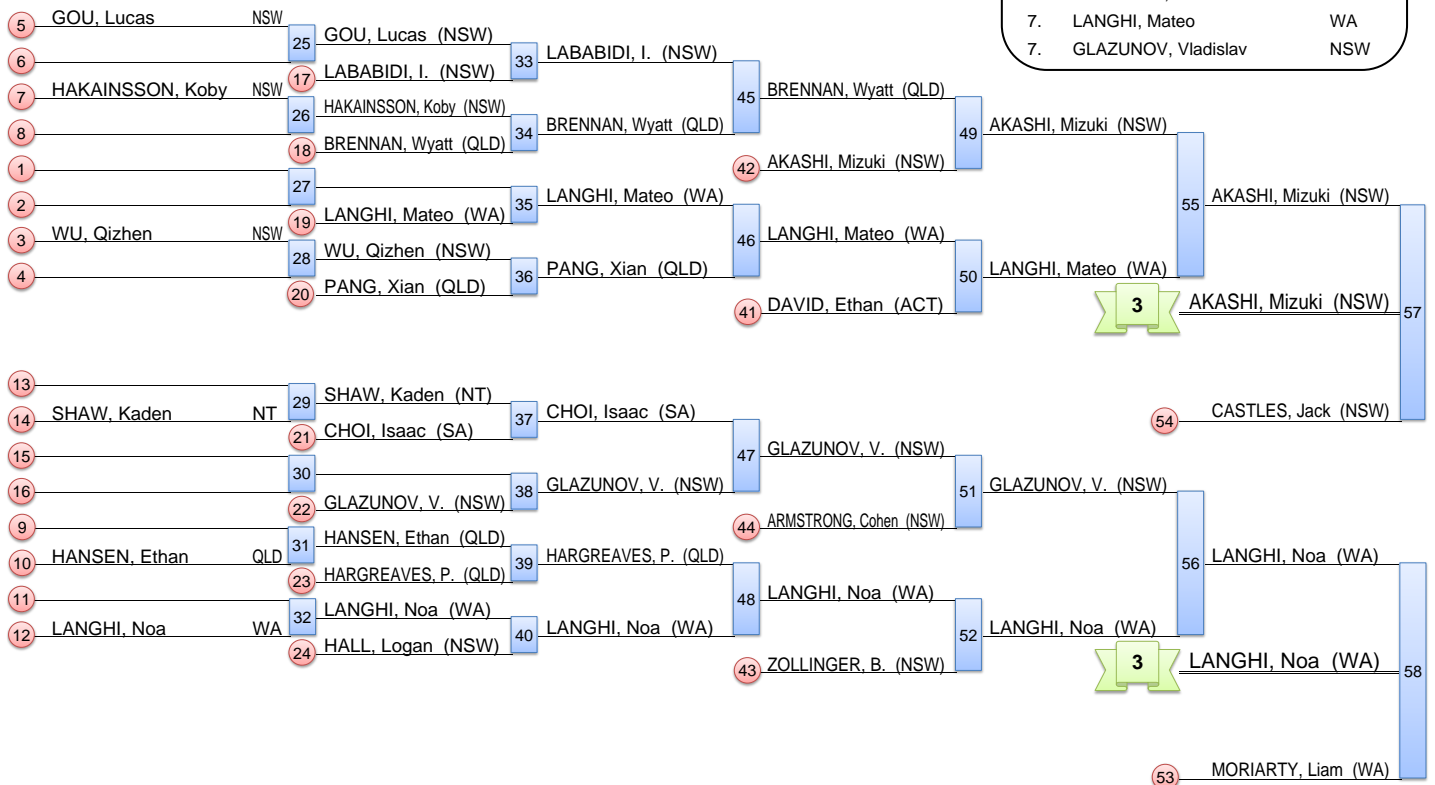 7. LANGHI, Mateo WA
7. GLAZUNOV, Vladislav NSW
5 GOU, Lucas NSW
6
7 HAKAINSSON, Koby NSW
8
1
2
3 WU, Qizhen NSW
4
25 GOU, Lucas (NSW)
17 LABABIDI, I. (NSW)
26 HAKAINSSON, Koby (NSW)
18 BRENNAN, Wyatt (QLD)
27
19 LANGHI, Mateo (WA)
28 WU, Qizhen (NSW)
20 PANG, Xian (QLD)
33 LABABIDI, I. (NSW)
34 BRENNAN, Wyatt (QLD)
35 LANGHI, Mateo (WA)
36 PANG, Xian (QLD)
45 BRENNAN, Wyatt (QLD)
42 AKASHI, Mizuki (NSW)
46 LANGHI, Mateo (WA)
41 DAVID, Ethan (ACT)
49 AKASHI, Mizuki (NSW)
50 LANGHI, Mateo (WA)
55 AKASHI, Mizuki (NSW)
3 AKASHI, Mizuki (NSW)
57
54 CASTLES, Jack (NSW)
13
14 SHAW, Kaden NT
15
16
9
10 HANSEN, Ethan QLD
11
12 LANGHI, Noa WA
29 SHAW, Kaden (NT)
21 CHOI, Isaac (SA)
30
22 GLAZUNOV, V. (NSW)
31 HANSEN, Ethan (QLD)
23 HARGREAVES, P. (QLD)
32 LANGHI, Noa (WA)
24 HALL, Logan (NSW)
37 CHOI, Isaac (SA)
38 GLAZUNOV, V. (NSW)
39 HARGREAVES, P. (QLD)
40 LANGHI, Noa (WA)
47 GLAZUNOV, V. (NSW)
44 ARMSTRONG, Cohen (NSW)
48 LANGHI, Noa (WA)
43 ZOLLINGER, B. (NSW)
51 GLAZUNOV, V. (NSW)
52 LANGHI, Noa (WA)
56 LANGHI, Noa (WA)
3 LANGHI, Noa (WA)
58
53 MORIARTY, Liam (WA)